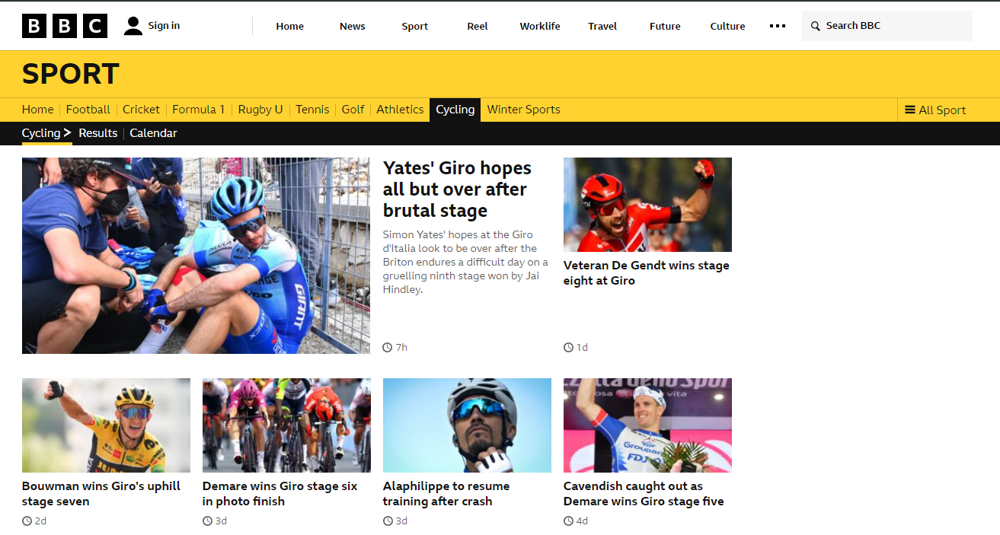 BBC Sign in Home News Sport Reel Worklife Travel Future Culture Search BBC
SPORT
Home Football Cricket Formula 1 Rugby U Tennis Golf Athletics Cycling Winter Sports All Sport
Cycling Results Calendar
Yates' Giro hopes
all but over after
brutal stage
Simon Yates' hopes at the Giro
d'Italia look to be over after the
Briton endures a difficult day on a
gruelling ninth stage won by Jai
Hindley.
7h
GIANT
Veteran De Gendt wins stage
eight at Giro
1d
Bouwman wins Giro's uphill
stage seven
2d
Demare wins Giro stage six
in photo finish
3d
Alaphilippe to resume
training after crash
3d
vita
Groupama
FDJ
Cavendish caught out as
Demare wins Giro stage five
4d